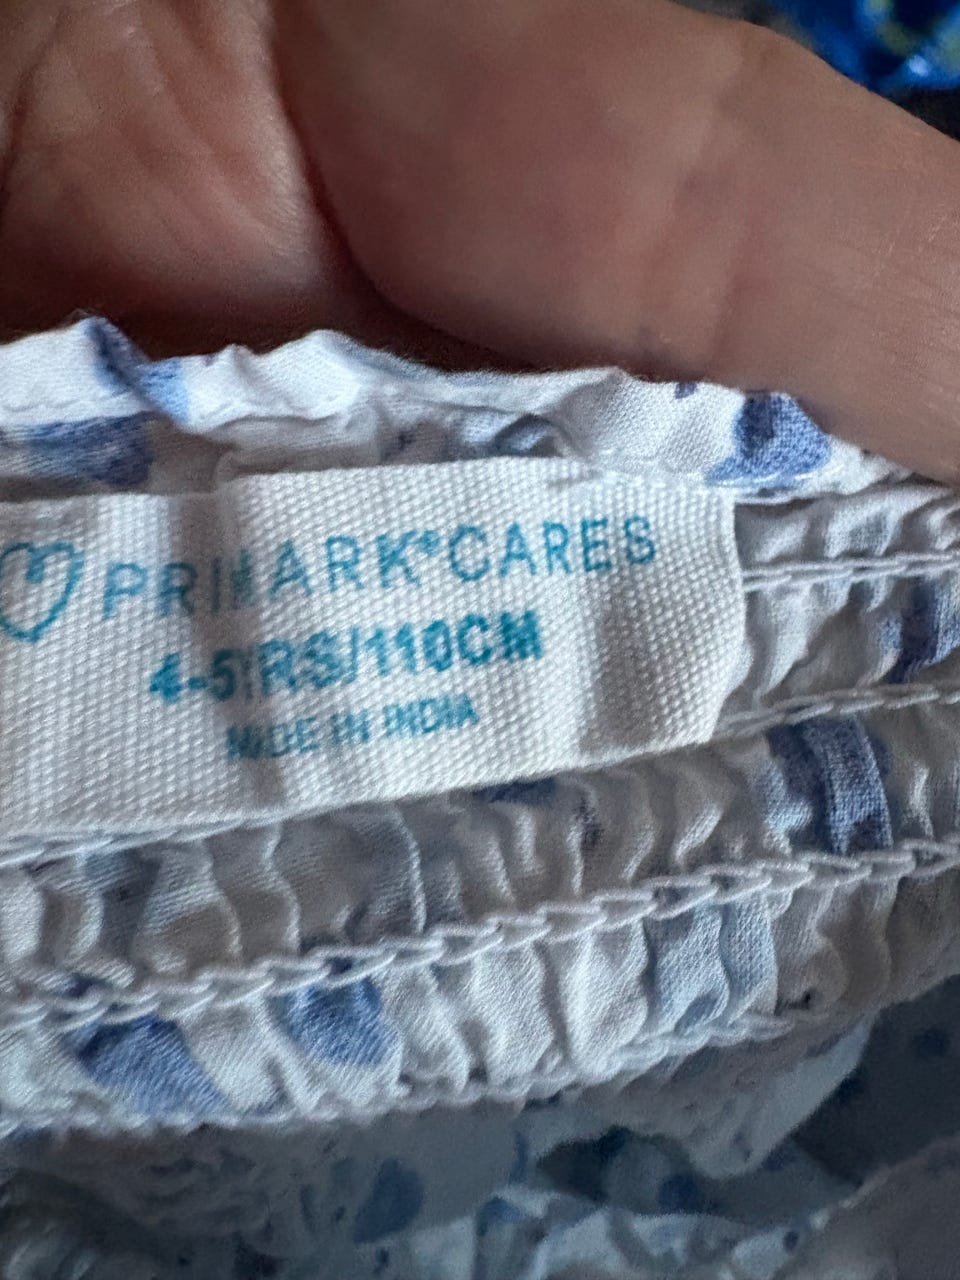 PRIMARK® CARES
4-5YRS/110CM
MADE IN INDIA